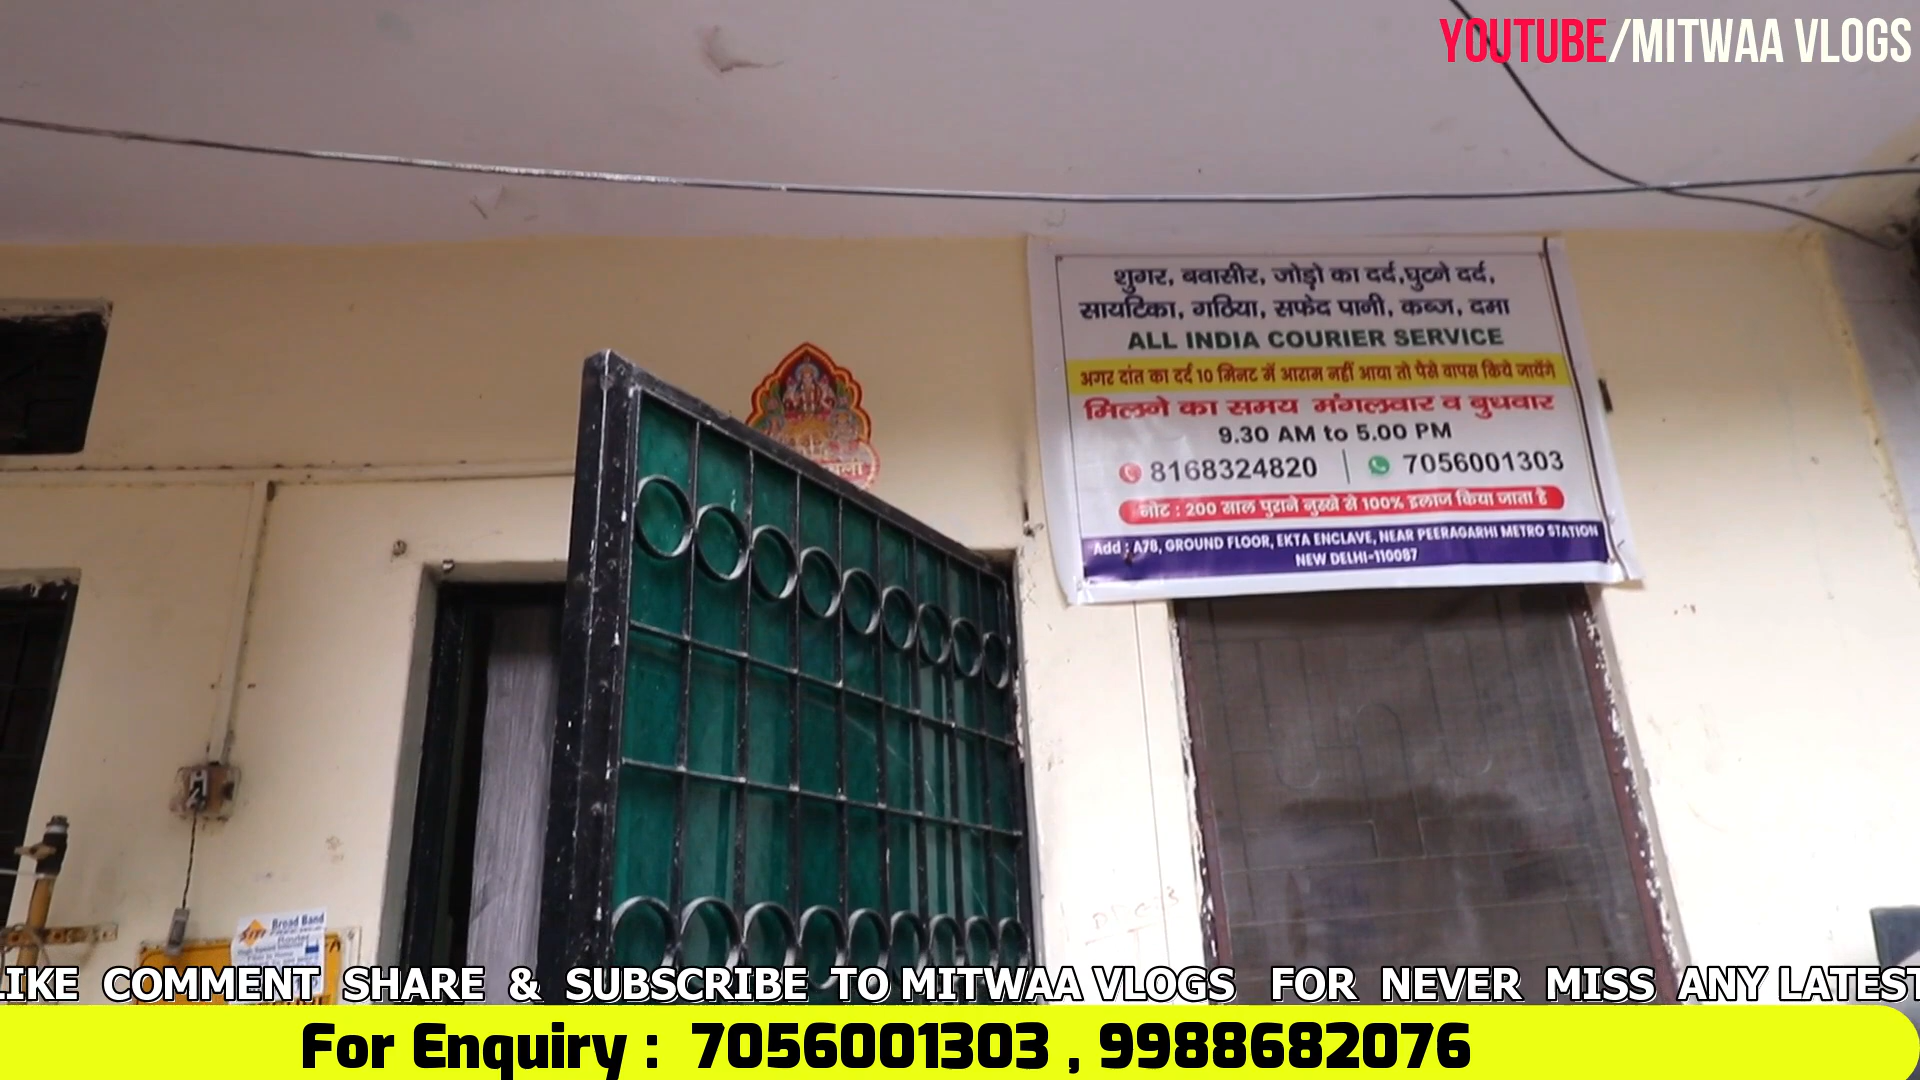 YOUTUBE/MITWAA VLOGS
शुगर, बवासीर, जोड़ो का दर्द,घुटने दर्द,
सायटिका, गठिया, सफेद पानी, कब्ज, दमा
ALL INDIA COURIER SERVICE
अगर दांत का दर्द 10 मिनट में आराम नहीं आया तो पैसे वापस किये जायेंगे
मिलने का समय मंगलवार व बुधवार
9.30 AM to 5.00 PM
8168324820 | 7056001303
नोट : 200 साल पुराने नुस्खे से 100% इलाज किया जाता है
Add : A78, GROUND FLOOR, EKTA ENCLAVE, NEAR PEERAGARHI METRO STATION
NEW DELHI-110087
Broad Band
LIKE COMMENT SHARE & SUBSCRIBE TO MITWAA VLOGS FOR NEVER MISS ANY LATEST
For Enquiry : 7056001303 , 9988682076